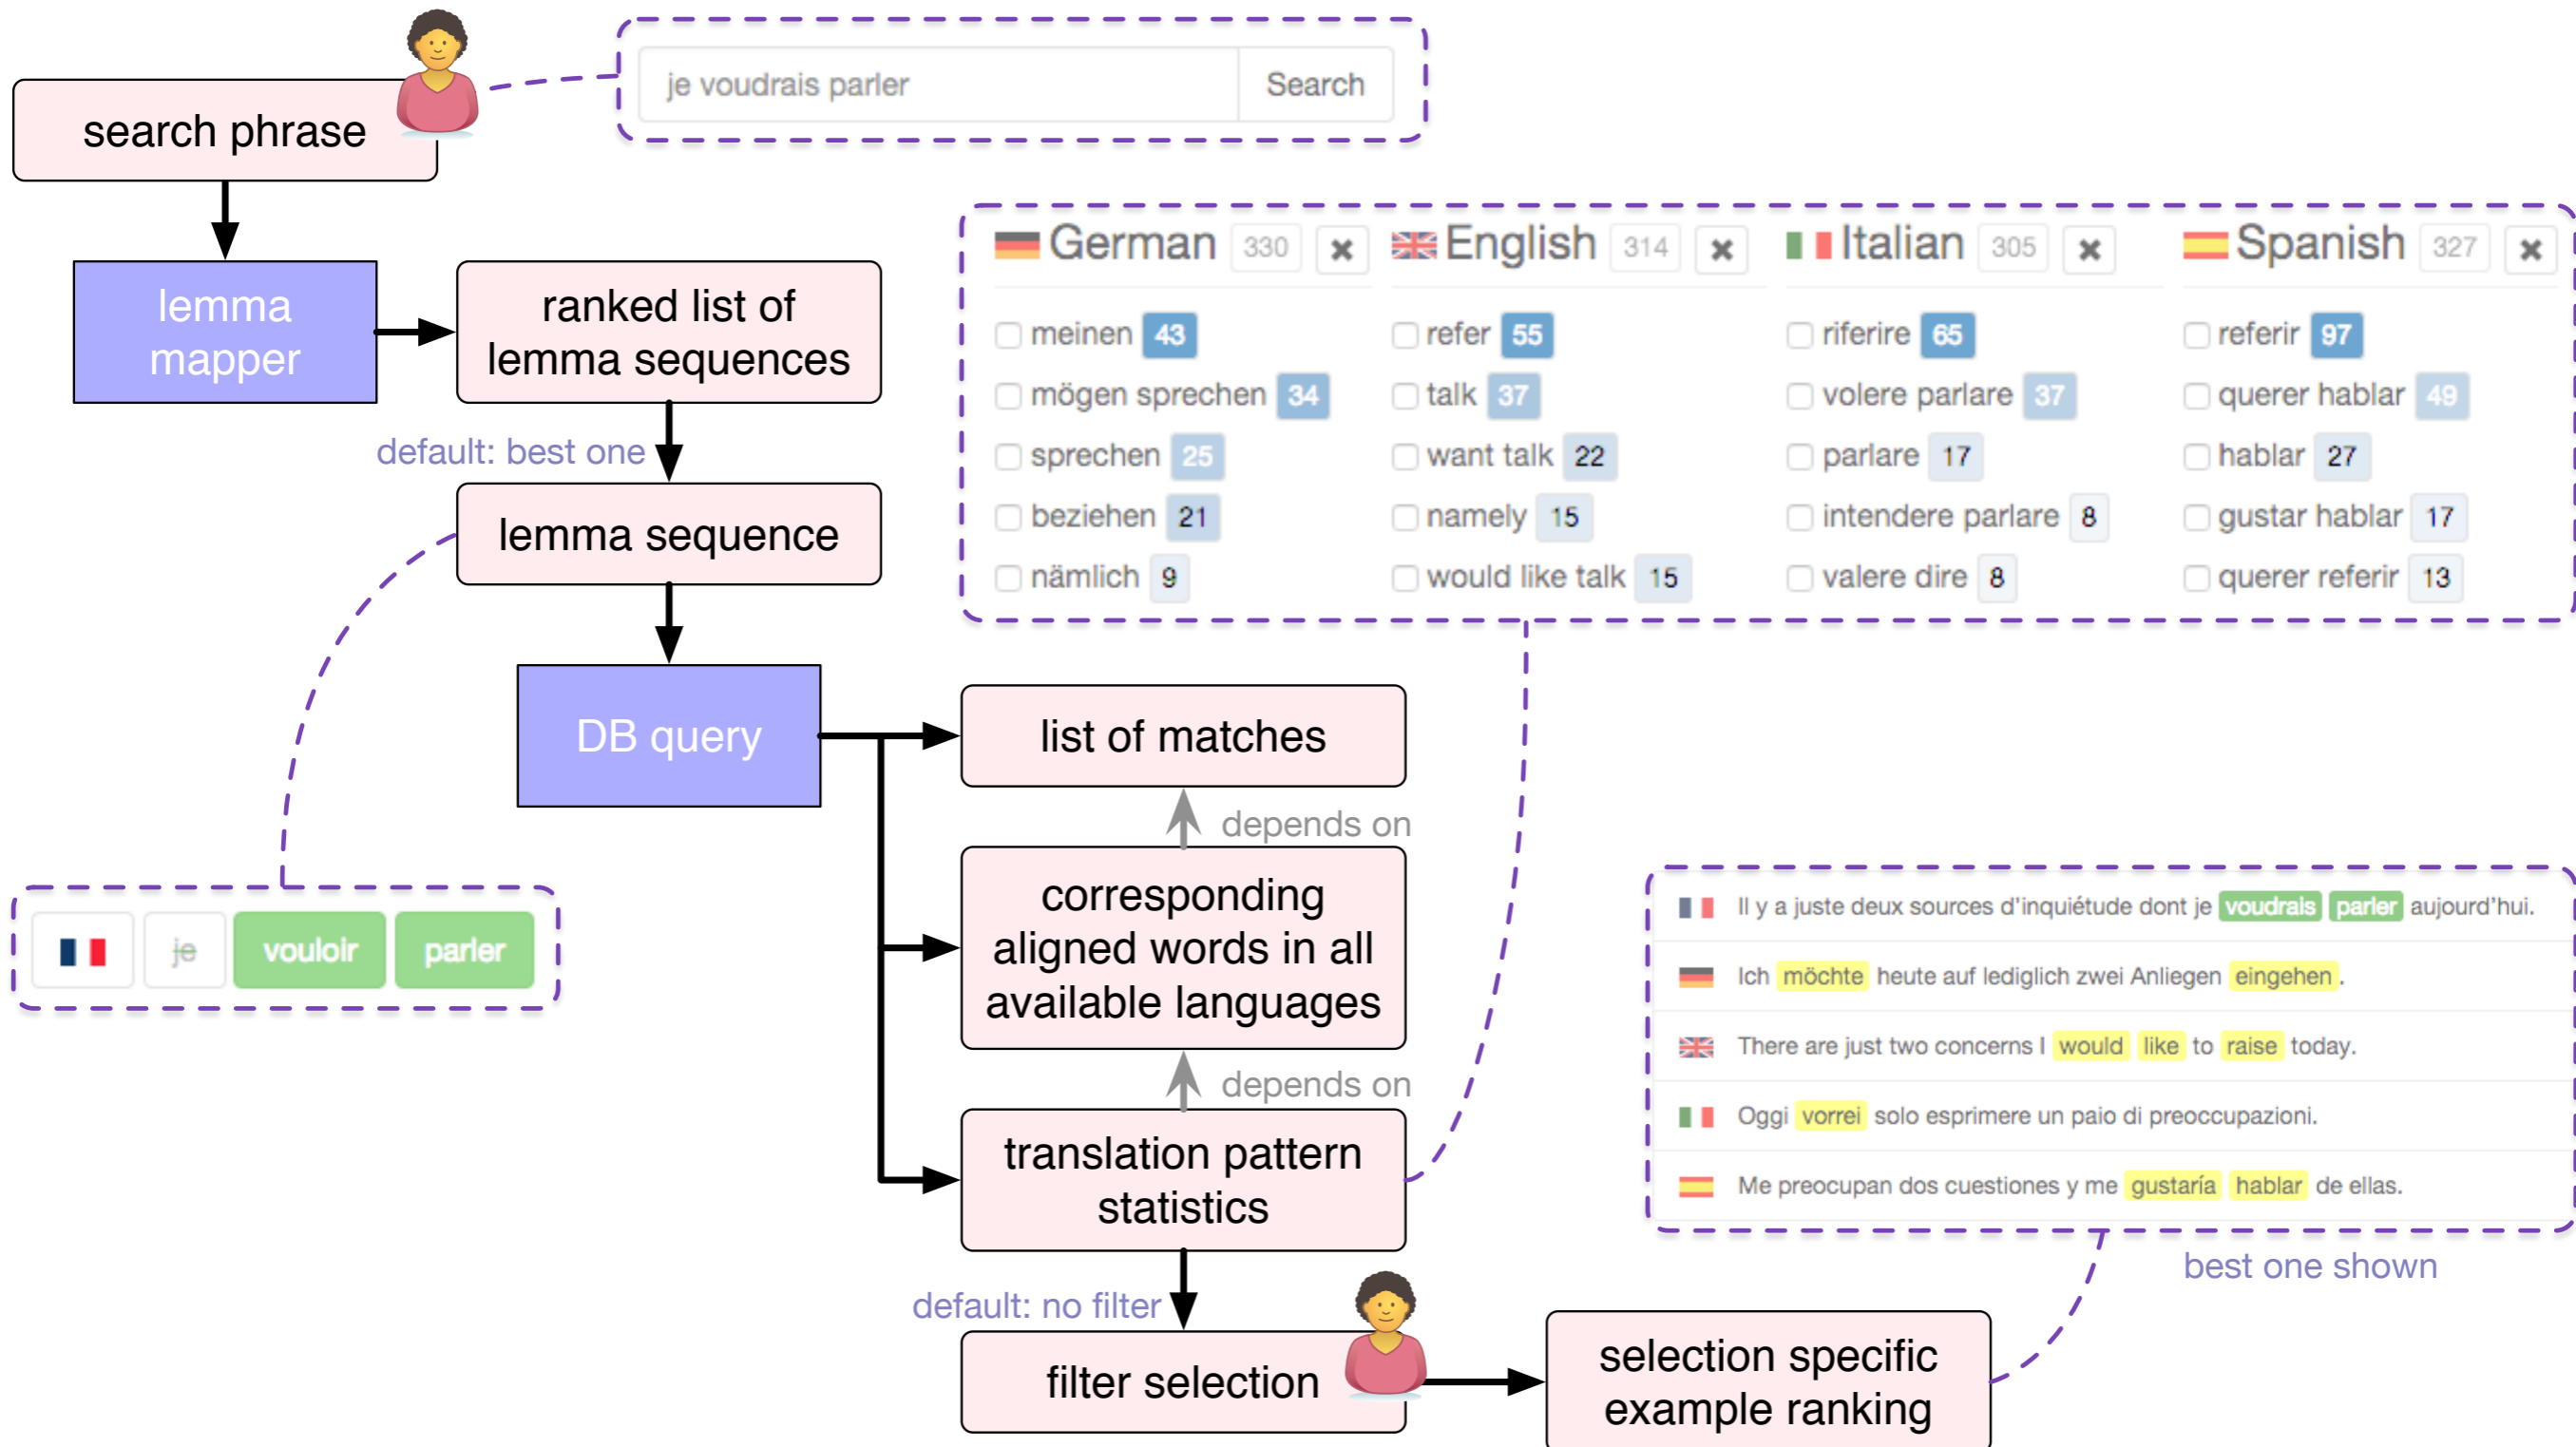 je voudrais parler Search
search phrase
German 330 ✖ English 314 ✖ Italian 305 ✖ Spanish 327 ✖
meinen 43 refer 55 riferire 65 referir 97
mögen sprechen 34 talk 37 volere parlare 37 querer hablar 49
sprechen 25 want talk 22 parlare 17 hablar 27
beziehen 21 namely 15 intendere parlare 8 gustar hablar 17
nämlich 9 would like talk 15 valere dire 8 querer referir 13
lemma
mapper
ranked list of
lemma sequences
default: best one
lemma sequence
DB query
list of matches
depends on
corresponding
aligned words in all
available languages
je vouloir parler
depends on
translation pattern
statistics
Il y a juste deux sources d'inquiétude dont je voudrais parler aujourd'hui.
Ich möchte heute auf lediglich zwei Anliegen eingehen.
There are just two concerns I would like to raise today.
Oggi vorrei solo esprimere un paio di preoccupazioni.
Me preocupan dos cuestiones y me gustaría hablar de ellas.
best one shown
default: no filter
filter selection
selection specific
example ranking